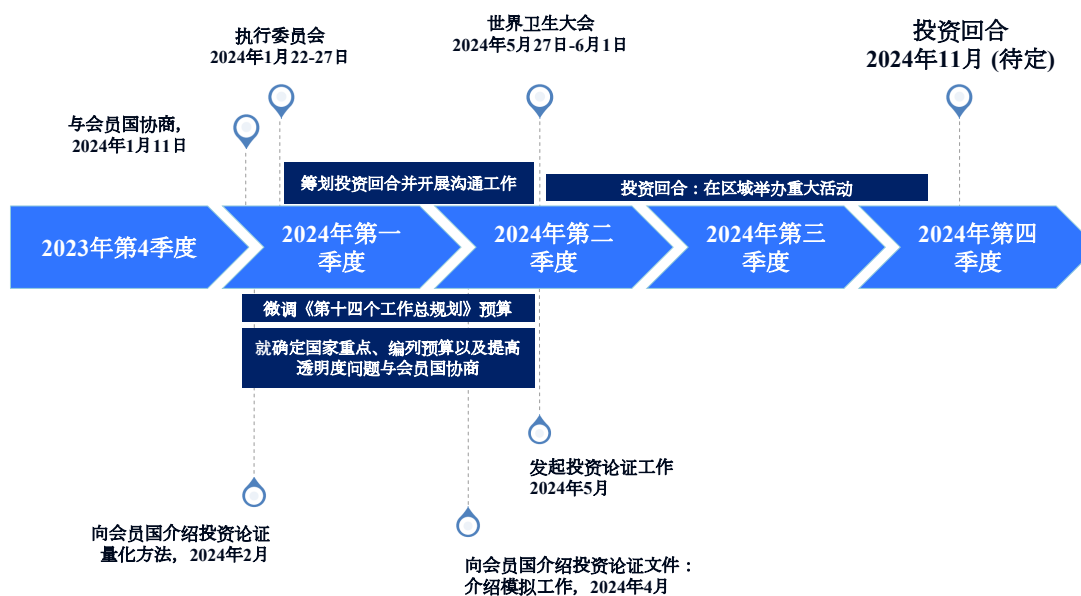 执行委员会
2024年1月22-27日
世界卫生大会
2024年5月27日-6月1日
投资回合
2024年11月 (待定)
与会员国协商，
2024年1月11日
筹划投资回合并开展沟通工作
投资回合：在区域举办重大活动
2023年第4季度
2024年第一
季度
2024年第二
季度
2024年第三
季度
2024年第四
季度
微调《第十四个工作总规划》预算
就确定国家重点、编列预算以及提高
透明度问题与会员国协商
发起投资论证工作
2024年5月
向会员国介绍投资论证
量化方法，2024年2月
向会员国介绍投资论证文件：
介绍模拟工作，2024年4月